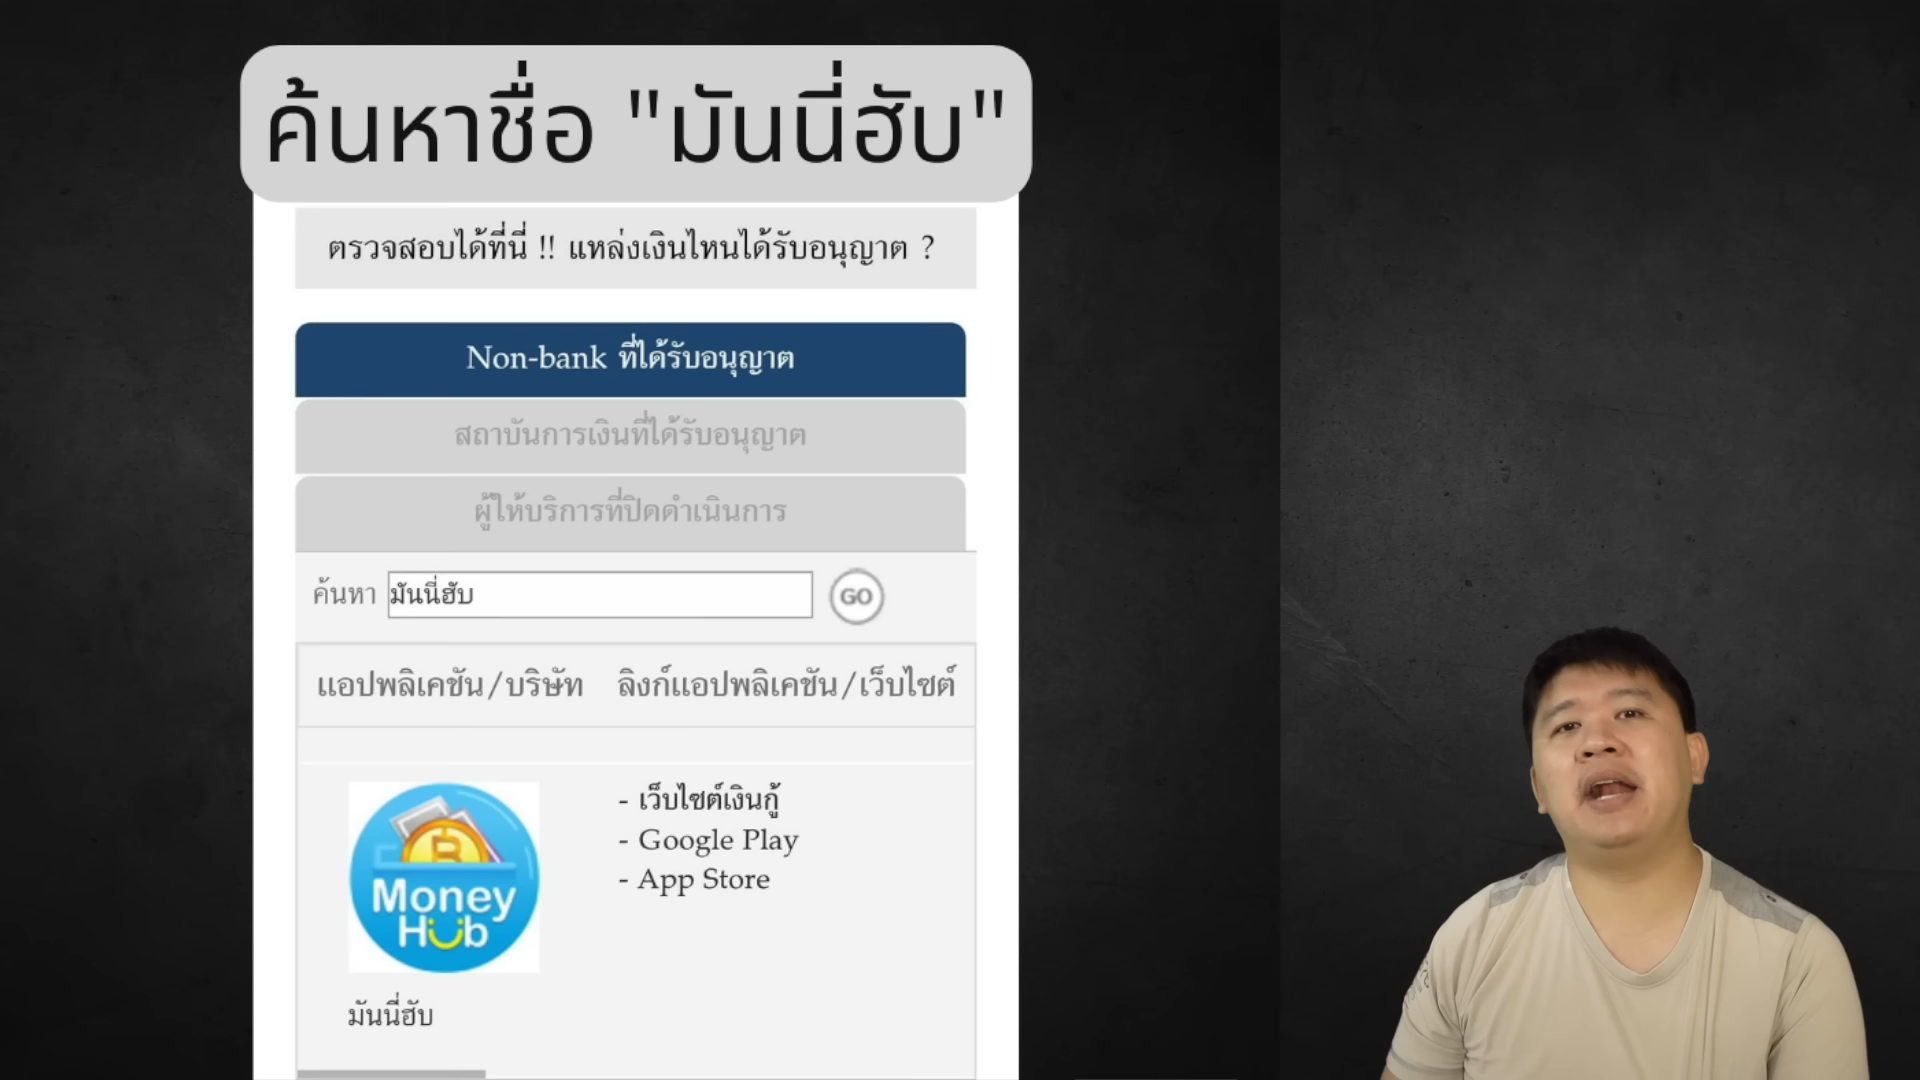 ค้นหาชื่อ "มันนี่ฮับ"
ตรวจสอบได้ที่นี่ !! แหล่งเงินไหนได้รับอนุญาต ?
Non-bank ที่ได้รับอนุญาต
สถาบันการเงินที่ได้รับอนุญาต
ผู้ให้บริการที่ปิดดำเนินการ
ค้นหา มันนี่ฮับ GO
แอปพลิเคชัน/บริษัท ลิงก์แอปพลิเคชัน/เว็บไซต์
- เว็บไซต์เงินกู้
- Google Play
- App Store
Money
Hub
มันนี่ฮับ